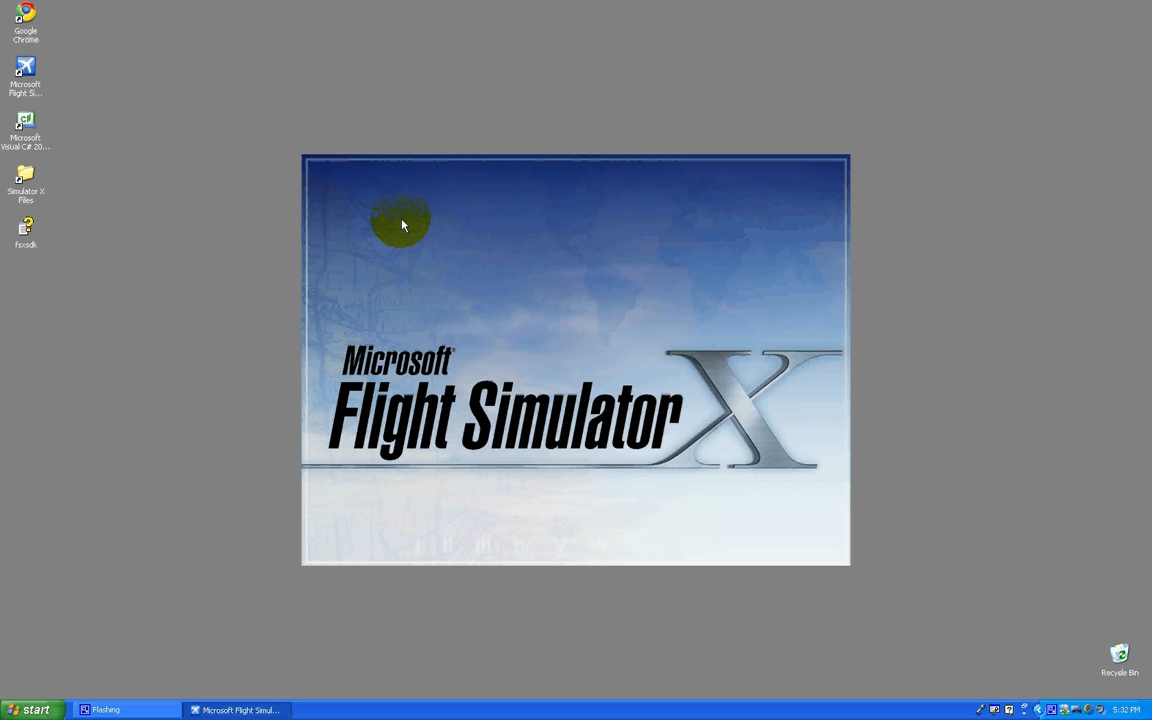 Google
Chrome
Microsoft
Flight Si...
Microsoft
Visual C# 20...
Simulator X
Files
fsxsdk
Microsoft®
Flight Simulator X
Recycle Bin
start
Flashing
Microsoft Flight Simul...
5:32 PM